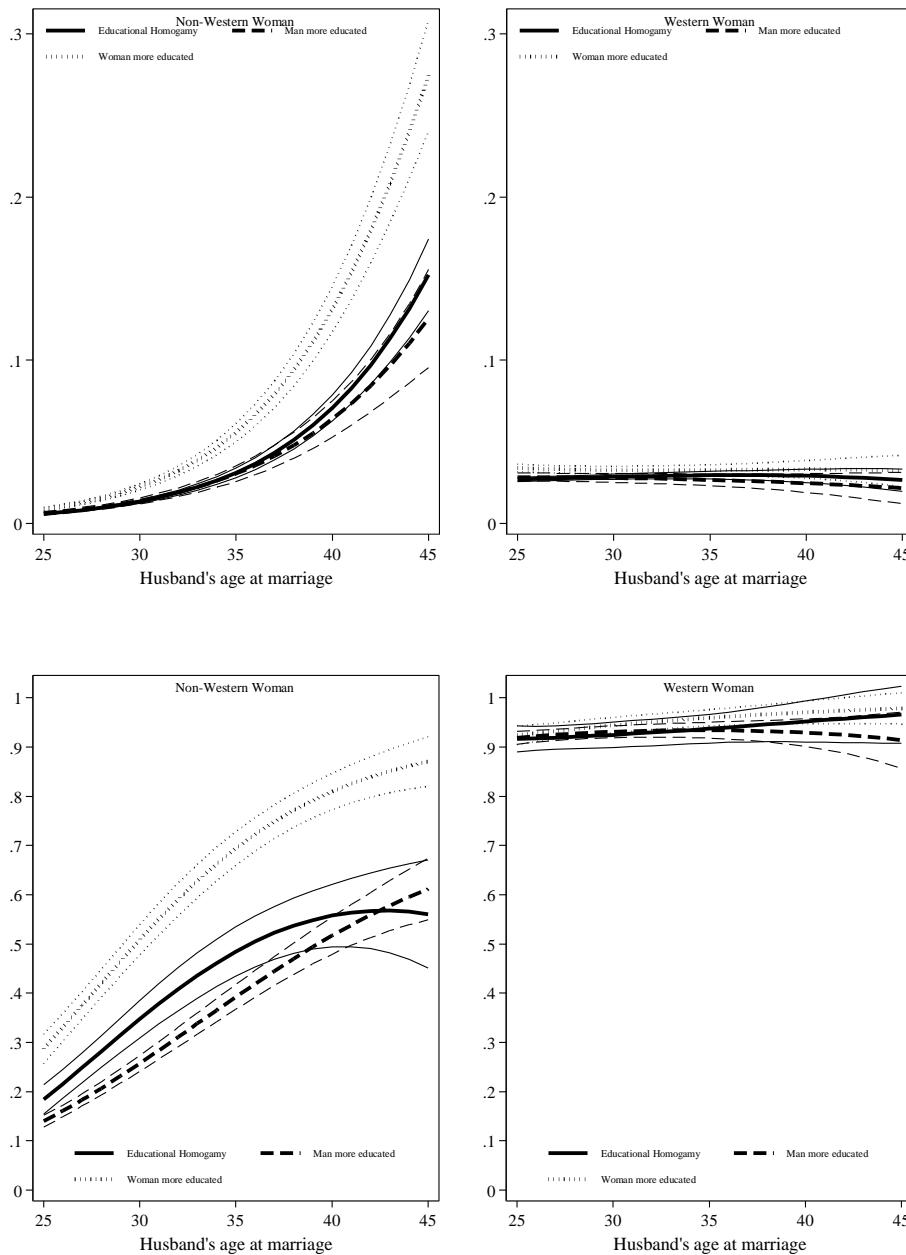 Non-Western Woman
Educational Homogamy Man more educated
Woman more educated
.3
.2
.1
0
25 30 35 40 45
Husband's age at marriage
Western Woman
Educational Homogamy Man more educated
Woman more educated
.3
.2
.1
0
25 30 35 40 45
Husband's age at marriage
Non-Western Woman
1
.9
.8
.7
.6
.5
.4
.3
.2
.1
0
Educational Homogamy Man more educated
Woman more educated
25 30 35 40 45
Husband's age at marriage
Western Woman
1
.9
.8
.7
.6
.5
.4
.3
.2
.1
0
Educational Homogamy Man more educated
Woman more educated
25 30 35 40 45
Husband's age at marriage